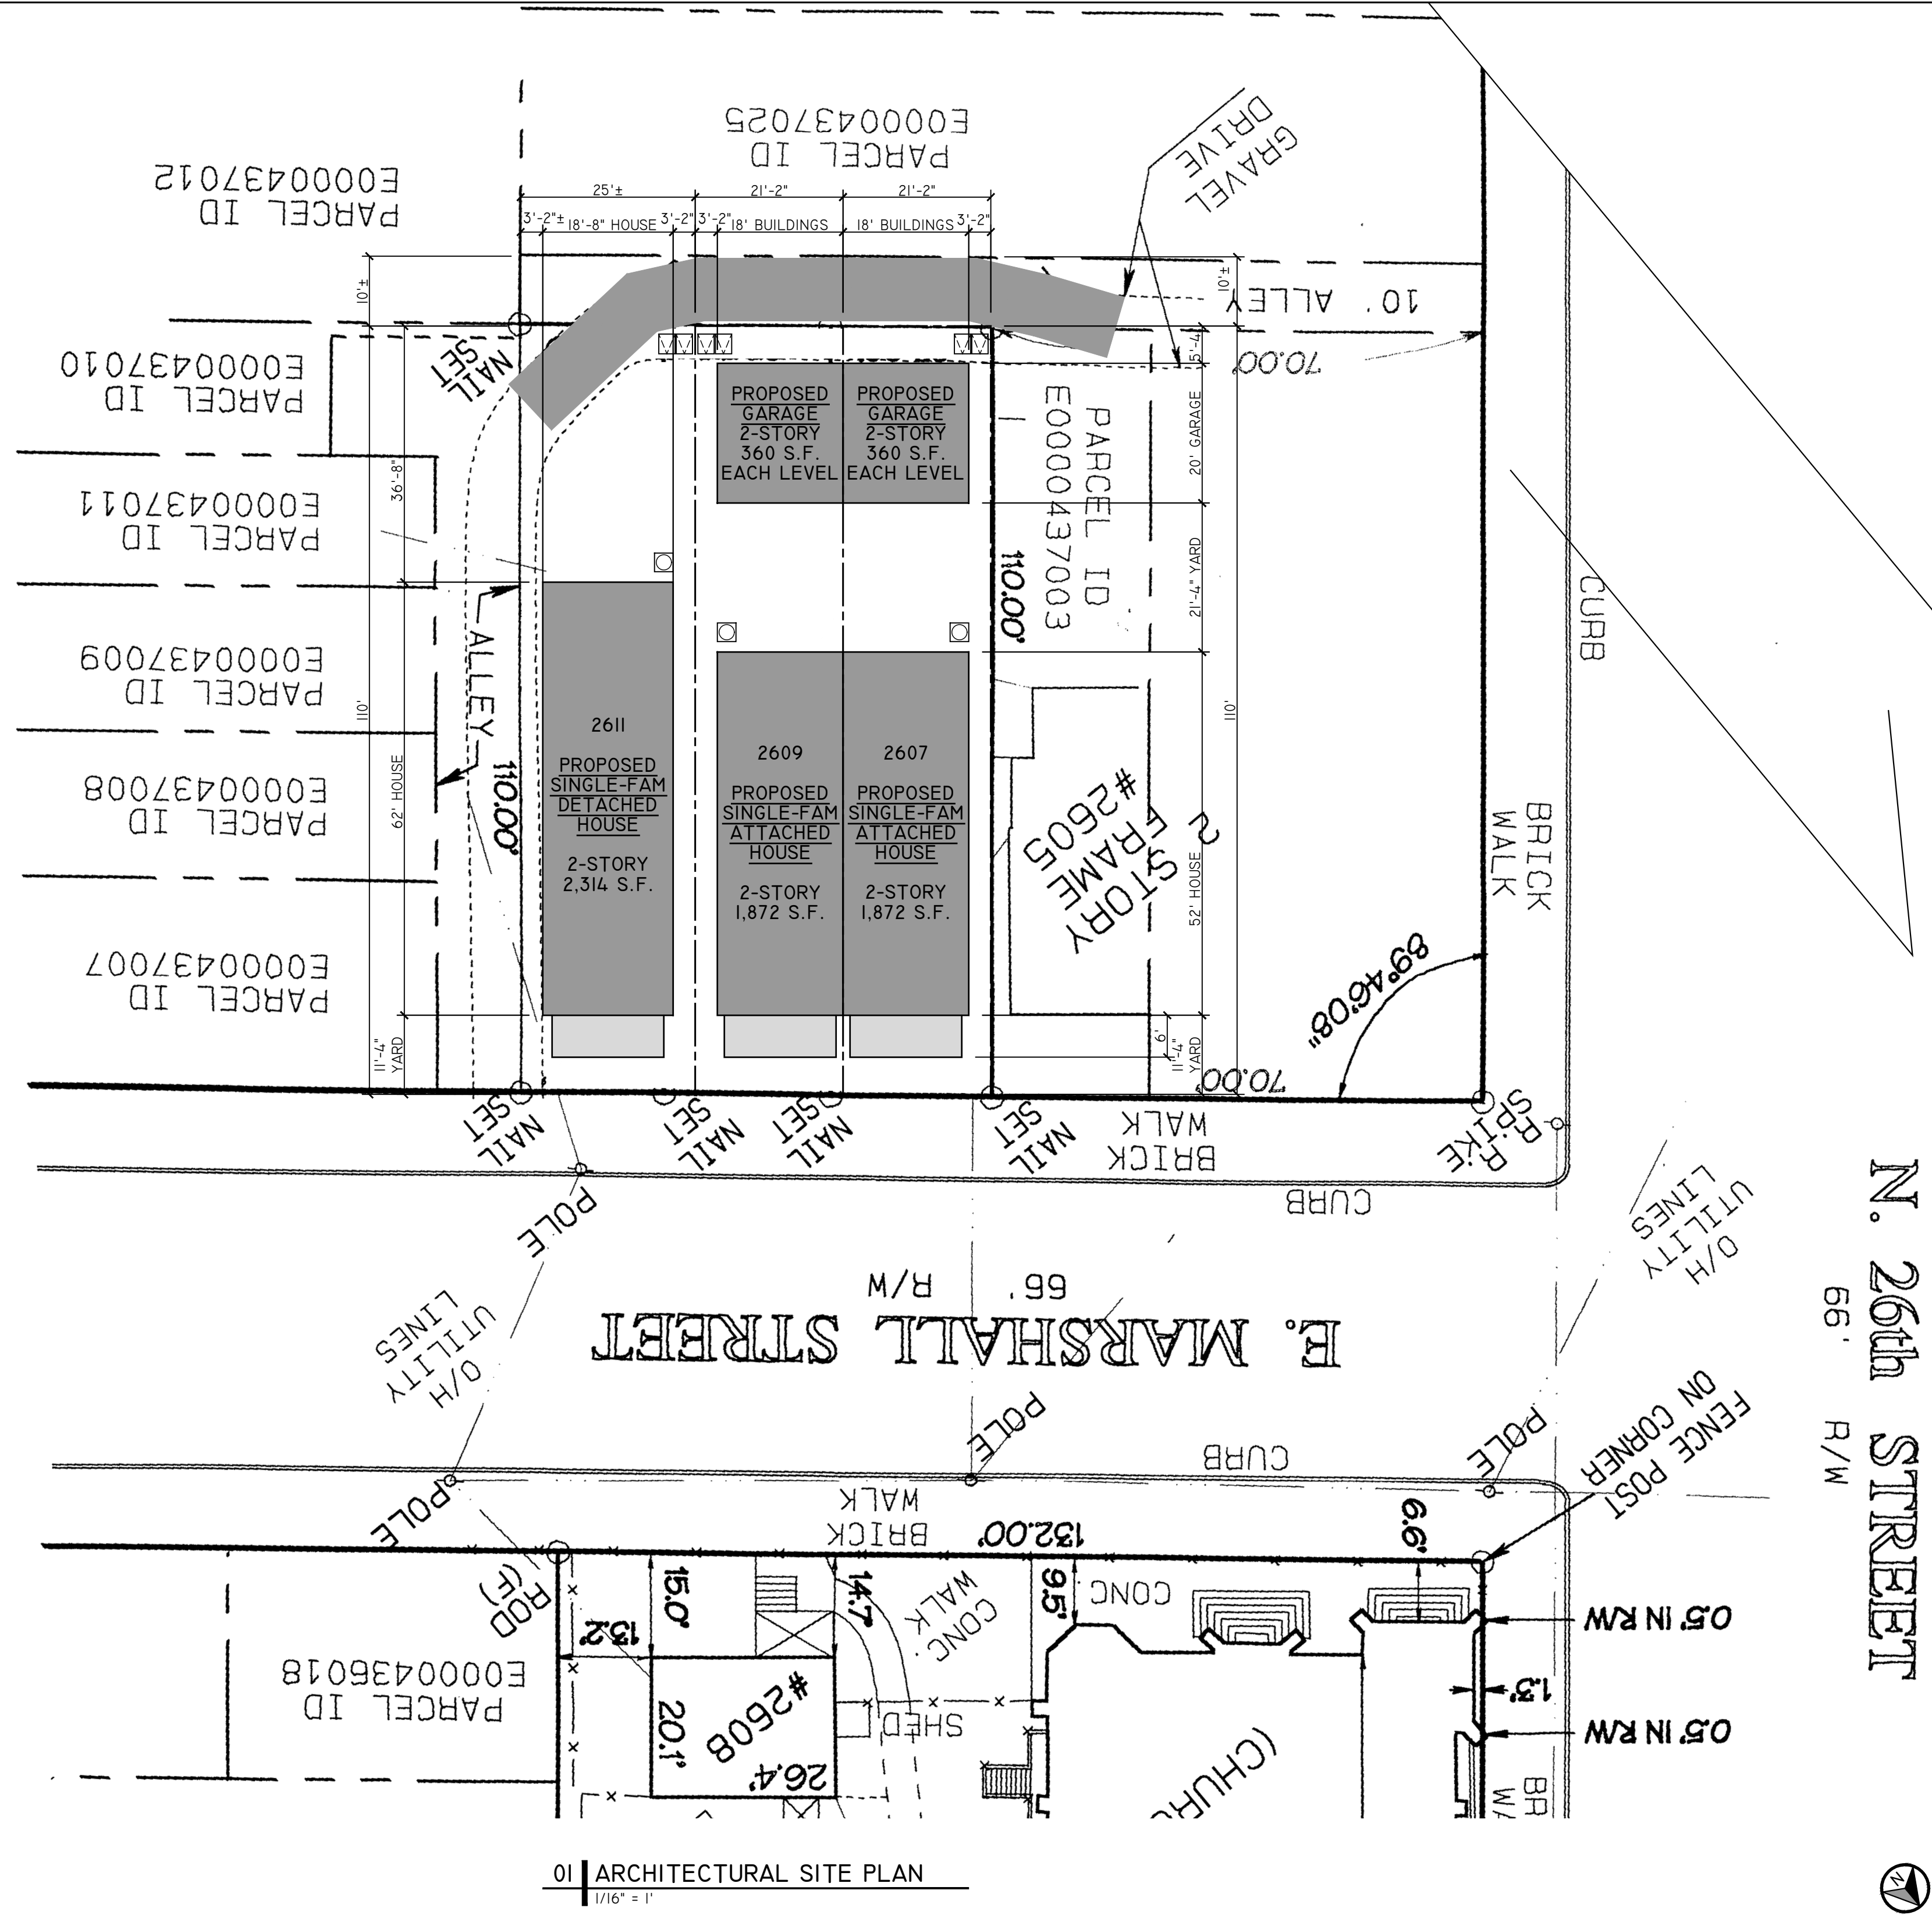 PARCEL ID
E0000437025
PARCEL ID
E0000437012
GRAVEL
DRIVE
25'±
21'-2"
21'-2"
3'-2"±
18'-8" HOUSE
3'-2"
3'-2"
18' BUILDINGS
18' BUILDINGS
3'-2"
10'±
10'±
10' ALLEY
NAIL
SET
70.00'
5'-4"
PARCEL ID
E0000437010
PROPOSED
GARAGE
2-STORY
360 S.F.
EACH LEVEL
PROPOSED
GARAGE
2-STORY
360 S.F.
EACH LEVEL
PARCEL ID
E0000437003
20' GARAGE
36'-8"
PARCEL ID
E0000437011
110.00'
21'-4" YARD
CURB
PARCEL ID
E0000437009
ALLEY
110'
110'
2611
PROPOSED
SINGLE-FAM
DETACHED
HOUSE
2-STORY
2,314 S.F.
2609
PROPOSED
SINGLE-FAM
ATTACHED
HOUSE
2-STORY
1,872 S.F.
2607
PROPOSED
SINGLE-FAM
ATTACHED
HOUSE
2-STORY
1,872 S.F.
PARCEL ID
E0000437008
62' HOUSE
110.00'
2
STORY
FRAME
#2605
52' HOUSE
BRICK
WALK
PARCEL ID
E0000437007
89°46'08"
11'-4"
YARD
6'
11'-4"
YARD
70.00'
NAIL
SET
NAIL
SET
NAIL
SET
NAIL
SET
BRICK
WALK
R.R.
SPIKE
CURB
POLE
O/H
UTILITY
LINES
N. 26th STREET
66' R/W
E. MARSHALL STREET
66' R/W
O/H
UTILITY
LINES
POLE
POLE
FENCE POST
ON CORNER
CURB
POLE
BRICK
WALK
132.00'
6.6'
ROD
(F)
15.0'
14.7'
CONC.
WALK
9.5'
CONC.
0.5' IN R/W
13.2'
PARCEL ID
E0000436018
#2608
20.1'
26.4'
SHED
1.3'
0.5' IN R/W
(CHURC
BR
WA
01 ARCHITECTURAL SITE PLAN
1/16" = 1'
N